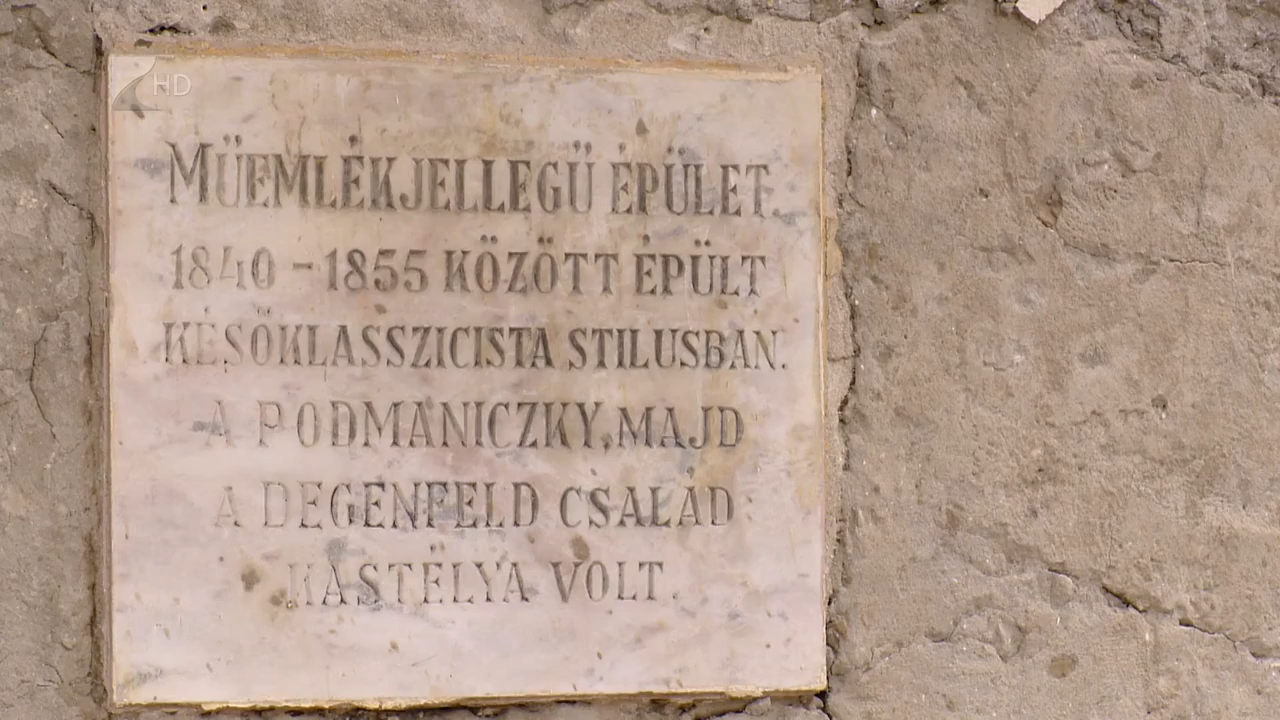 HD
MŰEMLÉKJELLEGŰ ÉPÜLET.
1840 - 1855 KÖZÖTT ÉPÜLT
KÉSŐKLASSZICISTA STILUSBAN.
A PODMANICZKY, MAJD
A DEGENFELD CSALÁD
KASTÉLYA VOLT.